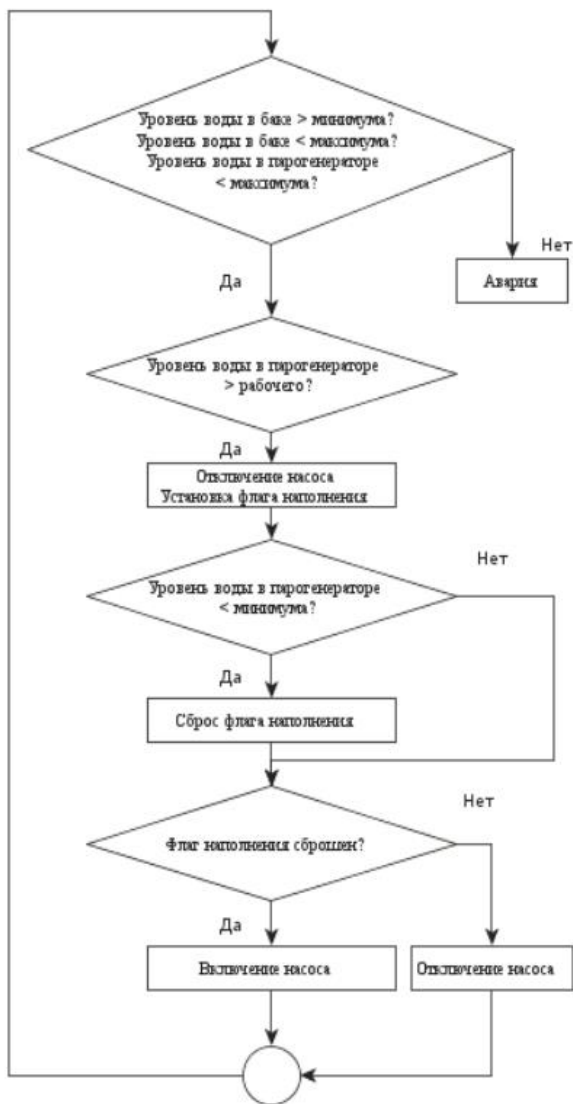 Уровень воды в баке > минимума?
Уровень воды в баке < максимума?
Уровень воды в парогенераторе
< максимума?
Нет
Авария
Да
Уровень воды в парогенераторе
> рабочего?
Да
Отключение насоса
Установка флага наполнения
Нет
Уровень воды в парогенераторе
< минимума?
Да
Сброс флага наполнения
Нет
Флаг наполнения сброшен?
Да
Включение насоса
Отключение насоса